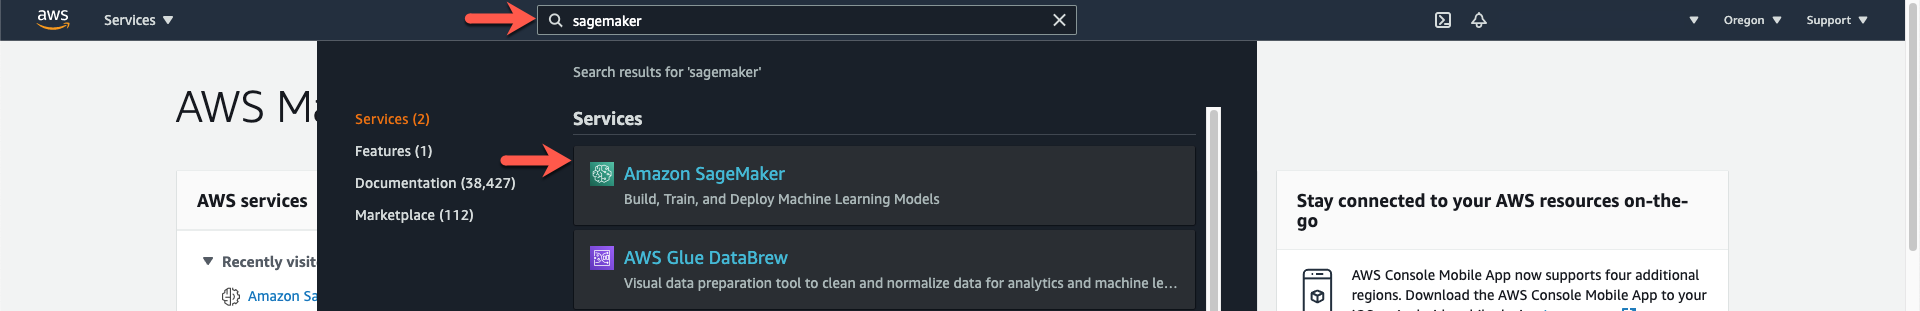 aws
Services
sagemaker
Oregon
Support
Search results for 'sagemaker'
AWS Ma
Services (2)
Features (1)
Documentation (38,427)
Marketplace (112)
Services
Amazon SageMaker
Build, Train, and Deploy Machine Learning Models
AWS Glue DataBrew
Visual data preparation tool to clean and normalize data for analytics and machine le...
AWS services
Recently visit
Amazon Sa
Stay connected to your AWS resources on-the-
go
AWS Console Mobile App now supports four additional
regions. Download the AWS Console Mobile App to your